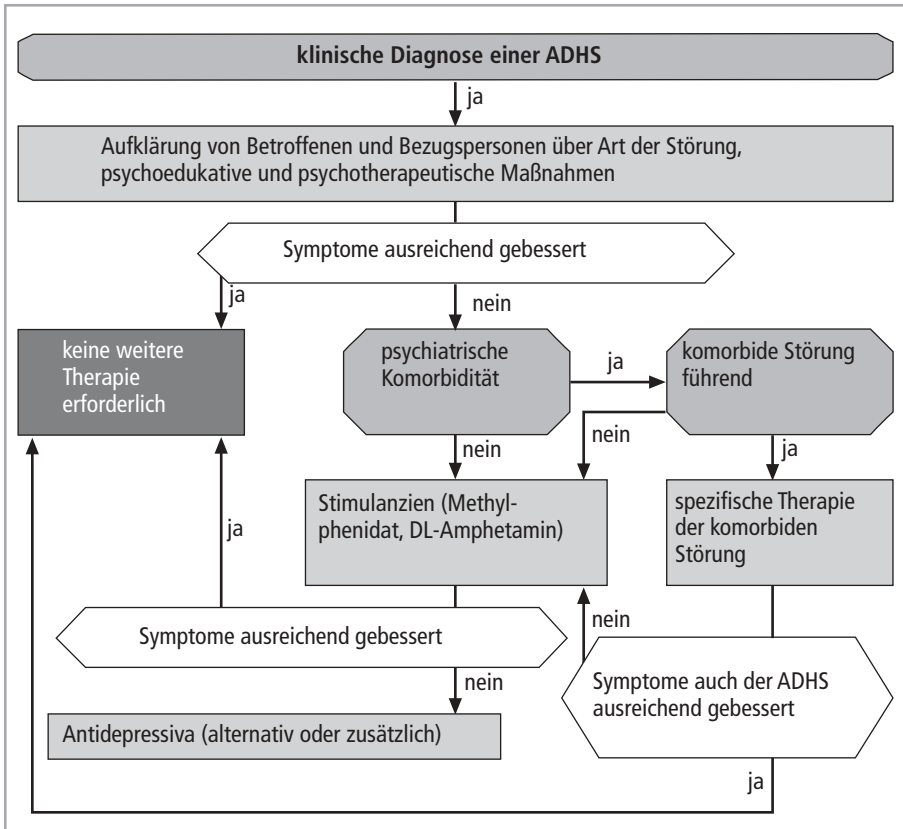 klinische Diagnose einer ADHS
ja
Aufklärung von Betroffenen und Bezugspersonen über Art der Störung,
psychoedukative und psychotherapeutische Maßnahmen
Symptome ausreichend gebessert
ja
nein
keine weitere
Therapie
erforderlich
psychiatrische
Komorbidität
ja
komorbide Störung
führend
nein
nein
ja
Stimulanzien (Methyl-
phenidat, DL-Amphetamin)
spezifische Therapie
der komorbiden
Störung
ja
Symptome ausreichend gebessert
nein
nein
Symptome auch der ADHS
ausreichend gebessert
Antidepressiva (alternativ oder zusätzlich)
ja